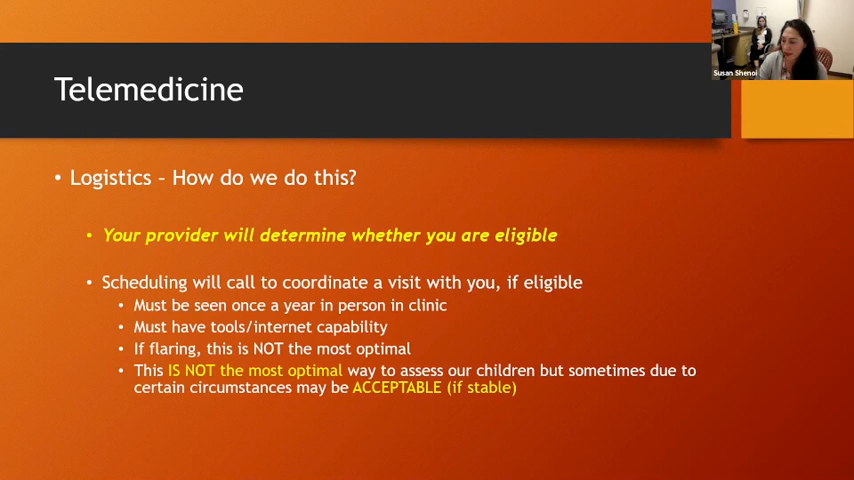 Susan Shenoi
Telemedicine
• Logistics - How do we do this?
• Your provider will determine whether you are eligible
• Scheduling will call to coordinate a visit with you, if eligible
• Must be seen once a year in person in clinic
• Must have tools/internet capability
• If flaring, this is NOT the most optimal
• This IS NOT the most optimal way to assess our children but sometimes due to
certain circumstances may be ACCEPTABLE (if stable)